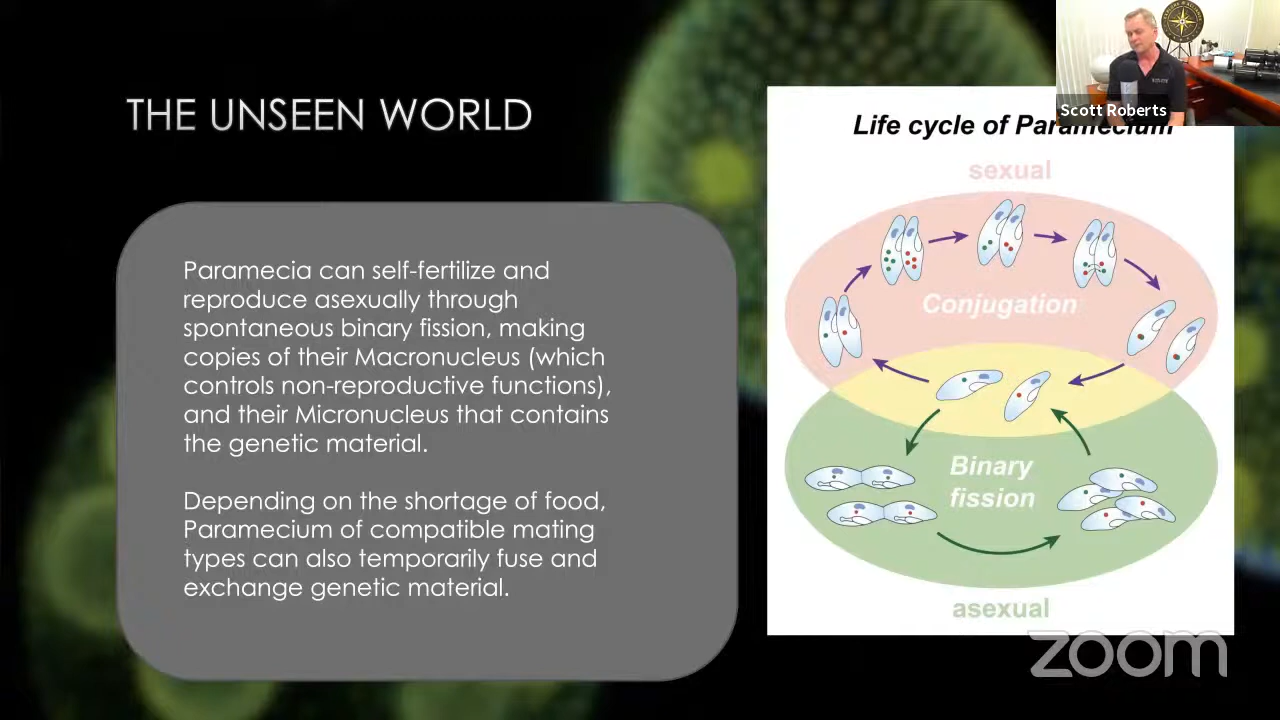 THE UNSEEN WORLD
Paramecia can self-fertilize and
reproduce asexually through
spontaneous binary fission, making
copies of their Macronucleus (which
controls non-reproductive functions),
and their Micronucleus that contains
the genetic material.
Depending on the shortage of food,
Paramecium of compatible mating
types can also temporarily fuse and
exchange genetic material.
Scott Roberts
Life cycle of Paramecium
sexual
Conjugation
Binary
fission
asexual
zoom